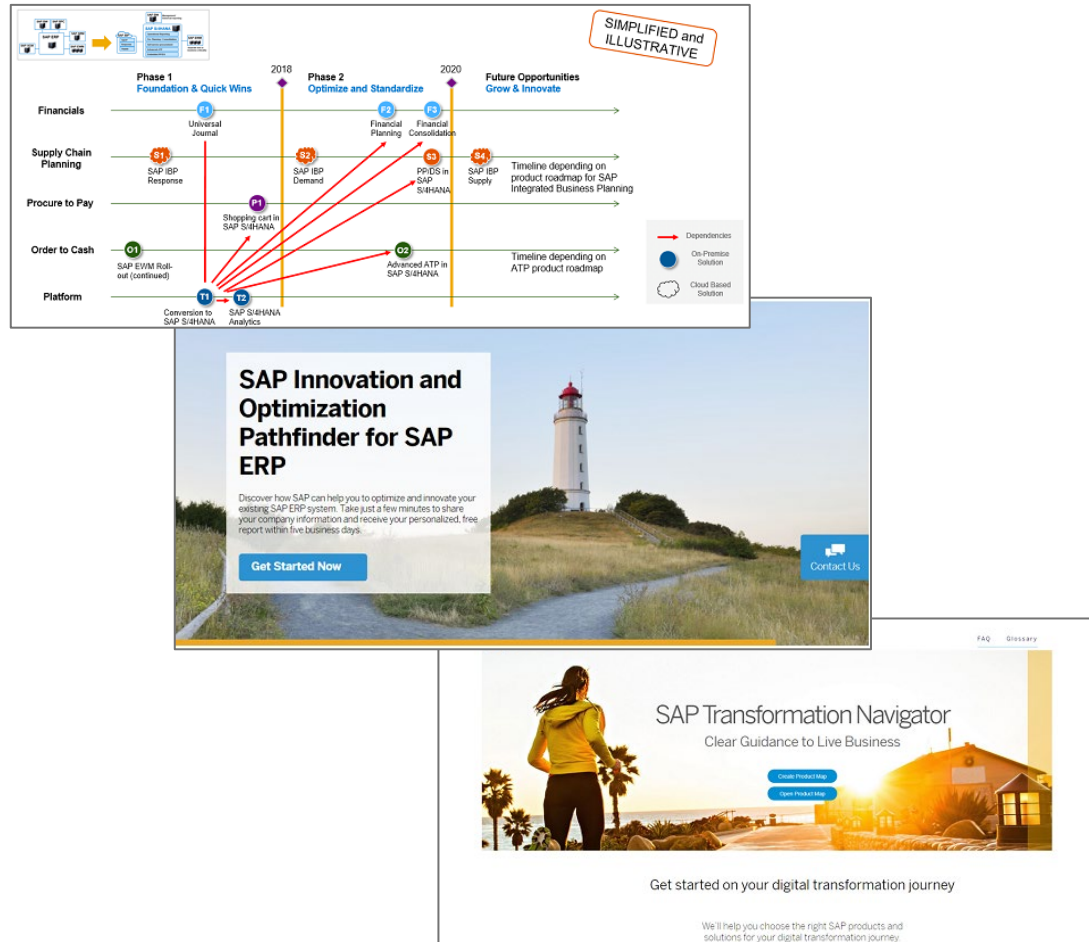 SAP ERP
SAP S/4HANA
SIMPLIFIED and
ILLUSTRATIVE
2018
2020
Phase 1
Foundation & Quick Wins
Phase 2
Optimize and Standardize
Future Opportunities
Grow & Innovate
Financials
F1
Universal
Journal
F2
Financial
Planning
F3
Financial
Consolidation
Supply Chain
Planning
S1
SAP IBP
Response
S2
SAP IBP
Demand
S3
PP/DS in
SAP
S/4HANA
S4
SAP IBP
Supply
Timeline depending on
product roadmap for SAP
Integrated Business Planning
Procure to Pay
P1
Shopping cart in
SAP S/4HANA
Order to Cash
O1
SAP EWM Roll-
out (continued)
O2
Advanced ATP in
SAP S/4HANA
Timeline depending on
ATP product roadmap
Platform
T1
Conversion to
SAP S/4HANA
T2
SAP S/4HANA
Analytics
Dependencies
On-Premise
Solution
Cloud Based
Solution
SAP Innovation and
Optimization
Pathfinder for SAP
ERP
Discover how SAP can help you to optimize and innovate your
existing SAP ERP system. Take just a few minutes to share
your company information and receive your personalized, free
report within five business days.
Get Started Now
Contact Us
FAQ Glossary
SAP Transformation Navigator
Clear Guidance to Live Business
Create Product Map
Open Product Map
Get started on your digital transformation journey
We'll help you choose the right SAP products and
solutions for your digital transformation journey.